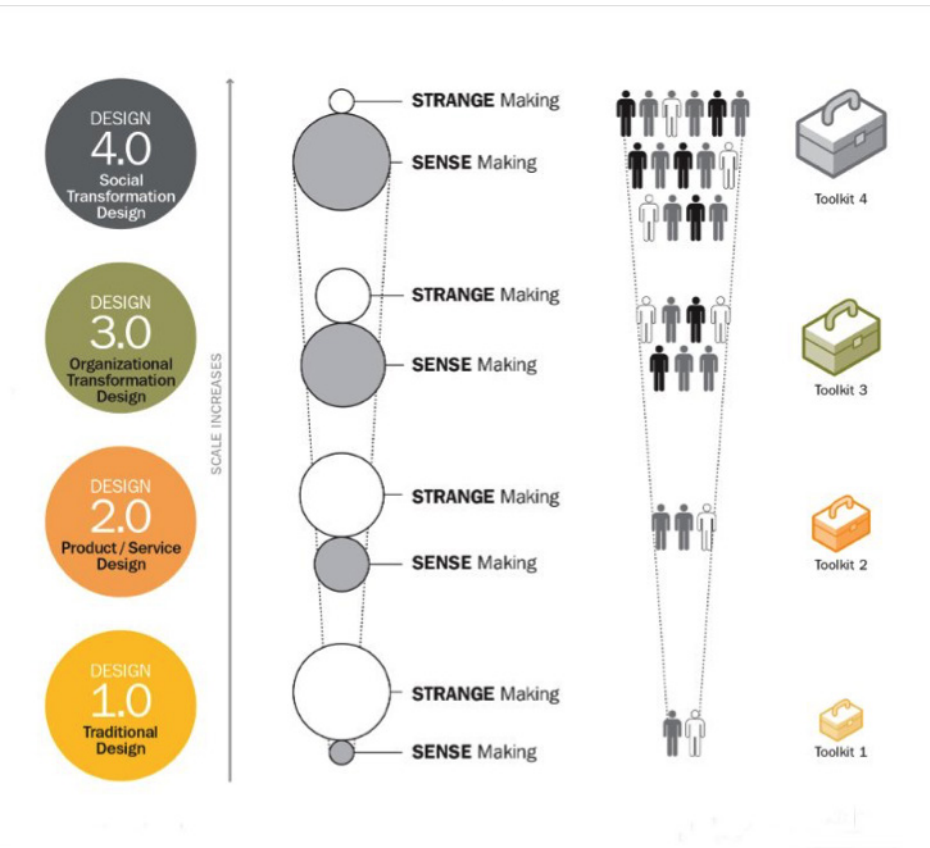 DESIGN
4.0
Social
Transformation
Design
STRANGE Making
SENSE Making
Toolkit 4
DESIGN
3.0
Organizational
Transformation
Design
STRANGE Making
SENSE Making
Toolkit 3
SCALE INCREASES
DESIGN
2.0
Product / Service
Design
STRANGE Making
SENSE Making
Toolkit 2
DESIGN
1.0
Traditional
Design
STRANGE Making
SENSE Making
Toolkit 1